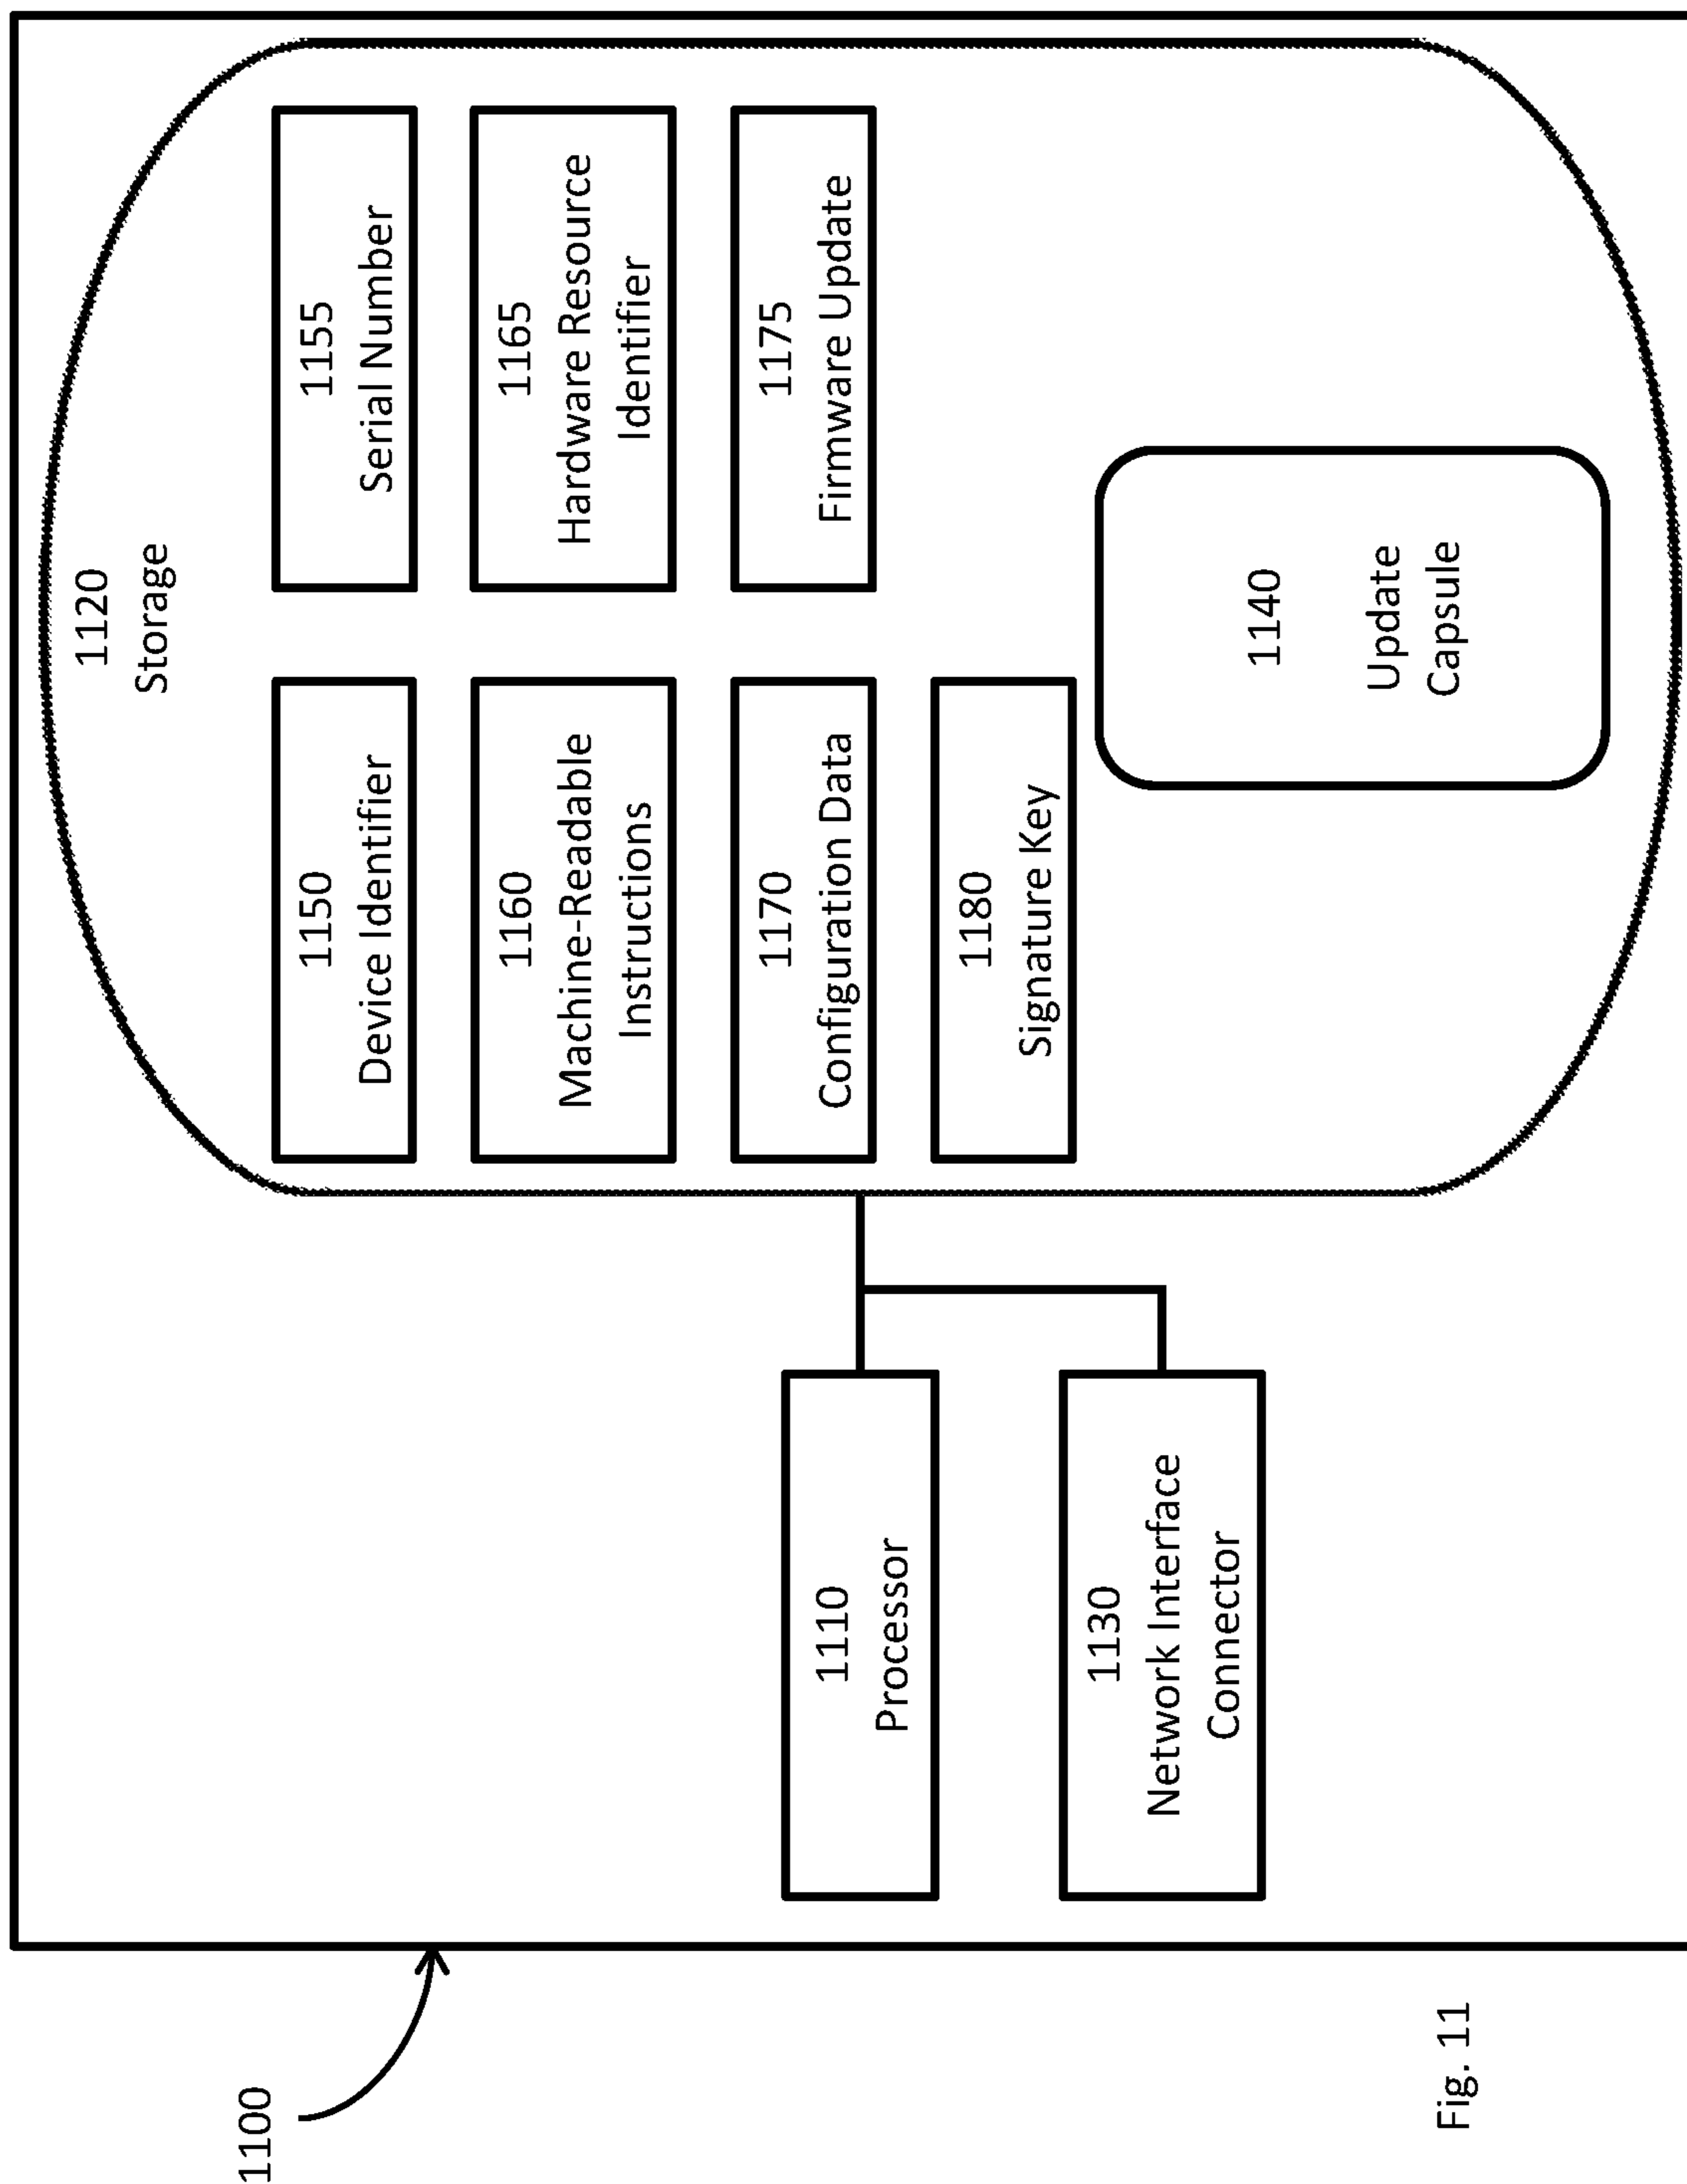 1100
1120
Storage
1150
Device Identifier
1155
Serial Number
1160
Machine-Readable
Instructions
1165
Hardware Resource
Identifier
1110
Processor
1170
Configuration Data
1175
Firmware Update
1130
Network Interface
Connector
1180
Signature Key
1140
Update
Capsule
Fig. 11